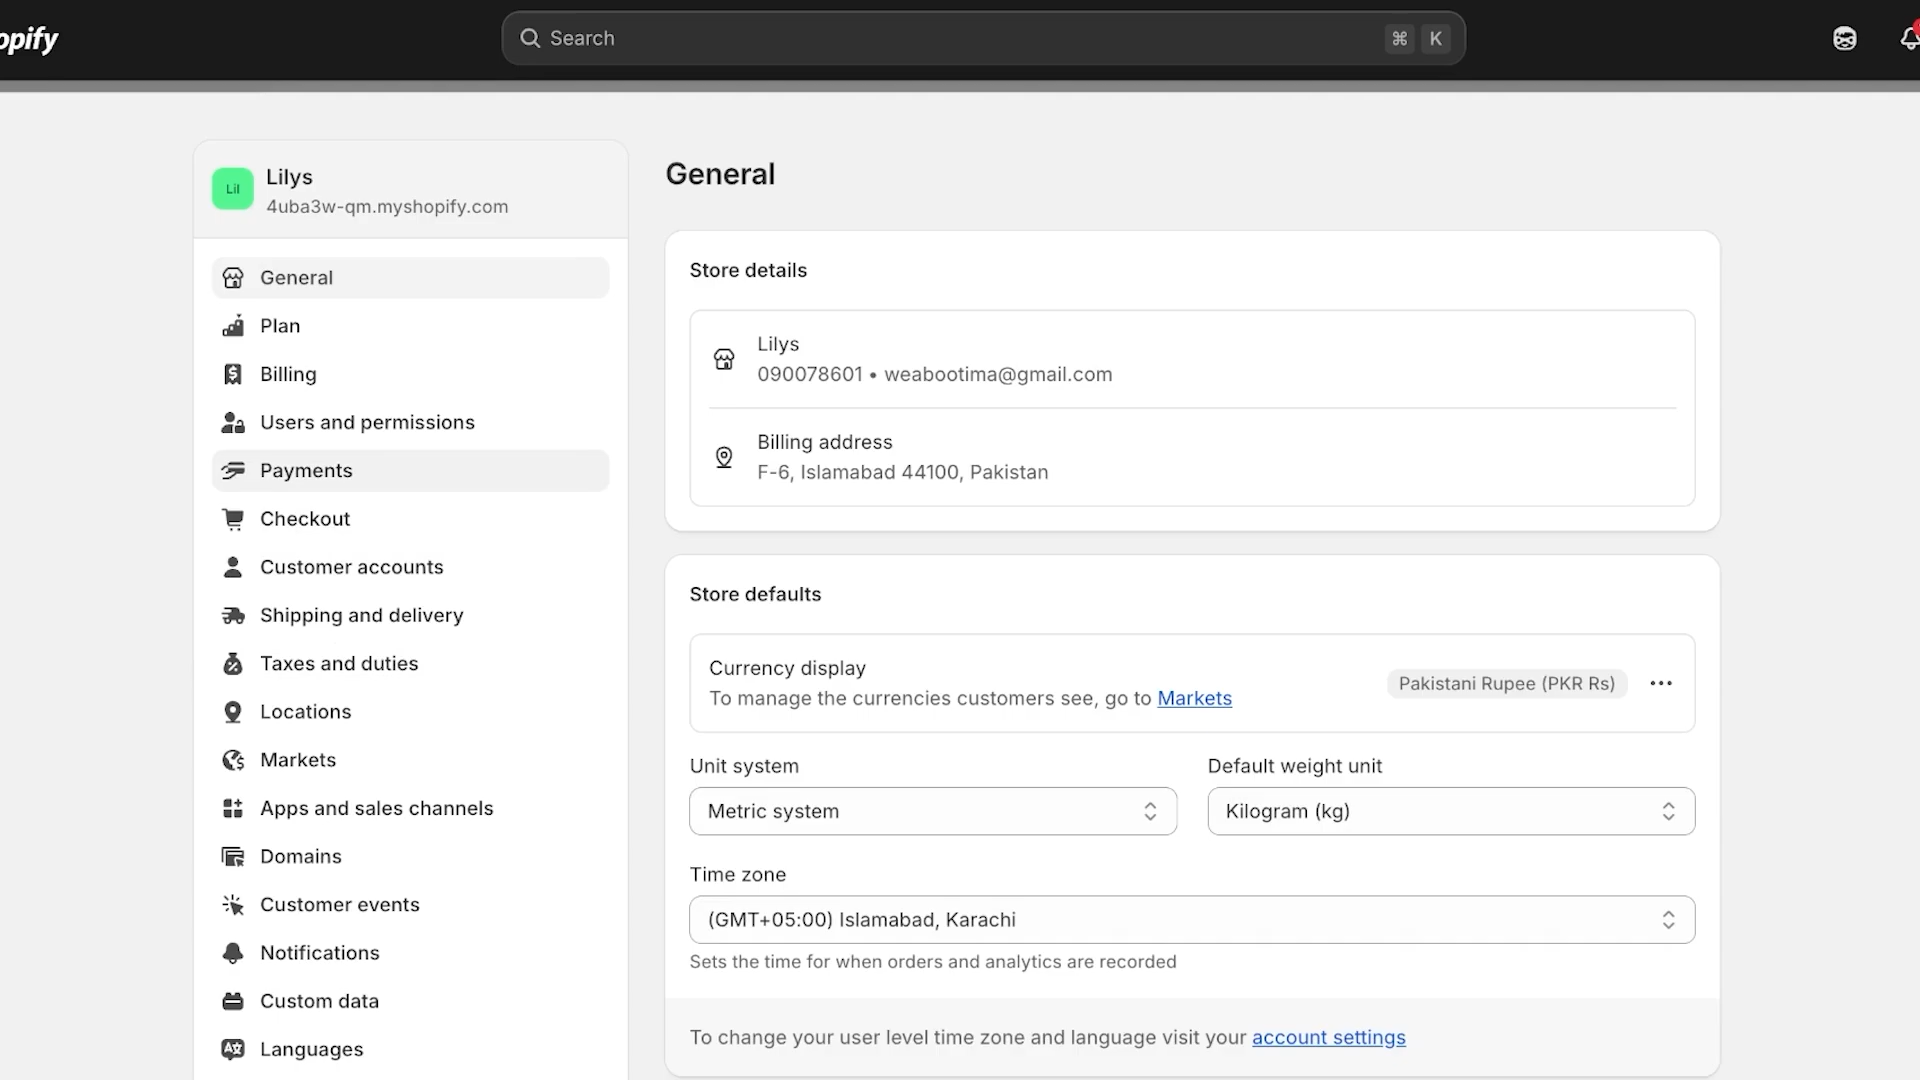 opify
Search
⌘ K
Lil
Lilys
4uba3w-qm.myshopify.com
General
Plan
Billing
Users and permissions
Payments
Checkout
Customer accounts
Shipping and delivery
Taxes and duties
Locations
Markets
Apps and sales channels
Domains
Customer events
Notifications
Custom data
Languages
General
Store details
Lilys
090078601 • weabootima@gmail.com
Billing address
F-6, Islamabad 44100, Pakistan
Store defaults
Currency display
To manage the currencies customers see, go to Markets
Pakistani Rupee (PKR Rs)
Unit system
Default weight unit
Metric system
Kilogram (kg)
Time zone
(GMT+05:00) Islamabad, Karachi
Sets the time for when orders and analytics are recorded
To change your user level time zone and language visit your account settings